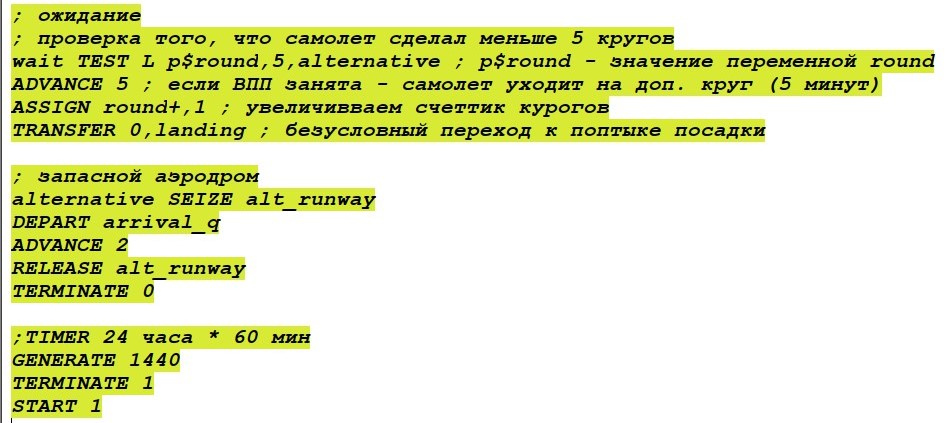 ; ожидание
; проверка того, что самолет сделал меньше 5 кругов
wait TEST L p$round,5,alternative ; p$round - значение переменной round
ADVANCE 5 ; если ВПП занята - самолет уходит на доп. круг (5 минут)
ASSIGN round+,1 ; увеличивваем счеттик курогов
TRANSFER 0,landing ; безусловный переход к поптыке посадки
; запасной аэродром
alternative SEIZE alt_runway
DEPART arrival_q
ADVANCE 2
RELEASE alt_runway
TERMINATE 0
;TIMER 24 часа * 60 мин
GENERATE 1440
TERMINATE 1
START 1